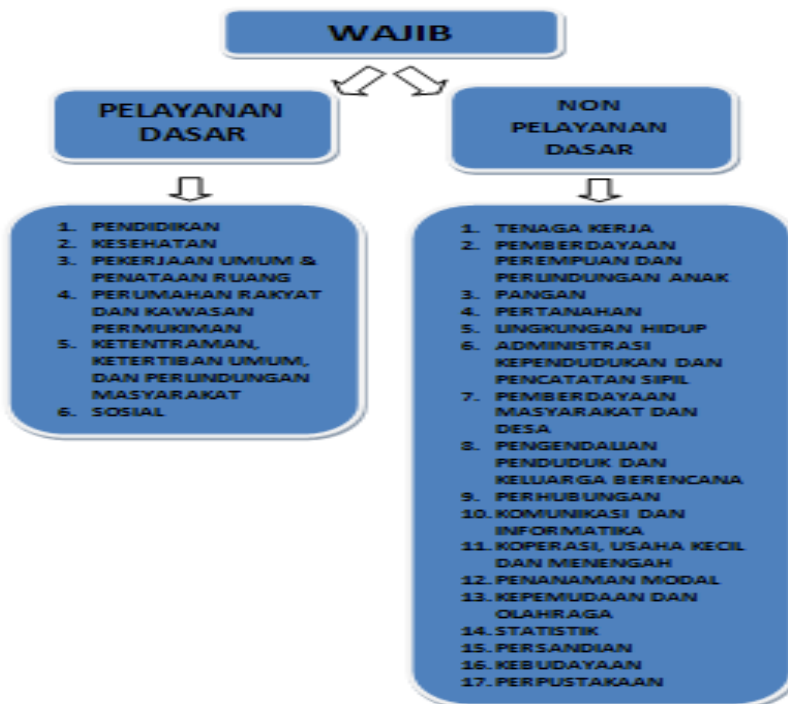 WAJIB
PELAYANAN
DASAR
NON
PELAYANAN
DASAR
1. PENDIDIKAN
2. KESEHATAN
3. PEKERJAAN UMUM &
PENATAAN RUANG
4. PERUMAHAN RAKYAT
DAN KAWASAN
PERMUKIMAN
5. KETENTRAMAN,
KETERTIBAN UMUM,
DAN PERLINDUNGAN
MASYARAKAT
6. SOSIAL
1. TENAGA KERJA
2. PEMBERDAYAAN
PEREMPUAN DAN
PERLINDUNGAN ANAK
3. PANGAN
4. PERTANAHAN
5. LINGKUNGAN HIDUP
6. ADMINISTRASI
KEPENDUDUKAN DAN
PENCATATAN SIPIL
7. PEMBERDAYAAN
MASYARAKAT DAN
DESA
8. PENGENDALIAN
PENDUDUK DAN
KELUARGA BERENCANA
9. PERHUBUNGAN
10. KOMUNIKASI DAN
INFORMATIKA
11. KOPERASI, USAHA KECIL
DAN MENENGAH
12. PENANAMAN MODAL
13. KEPEMUDAAN DAN
OLAHRAGA
14. STATISTIK
15. PERSANDIAN
16. KEBUDAYAAN
17. PERPUSTAKAAN